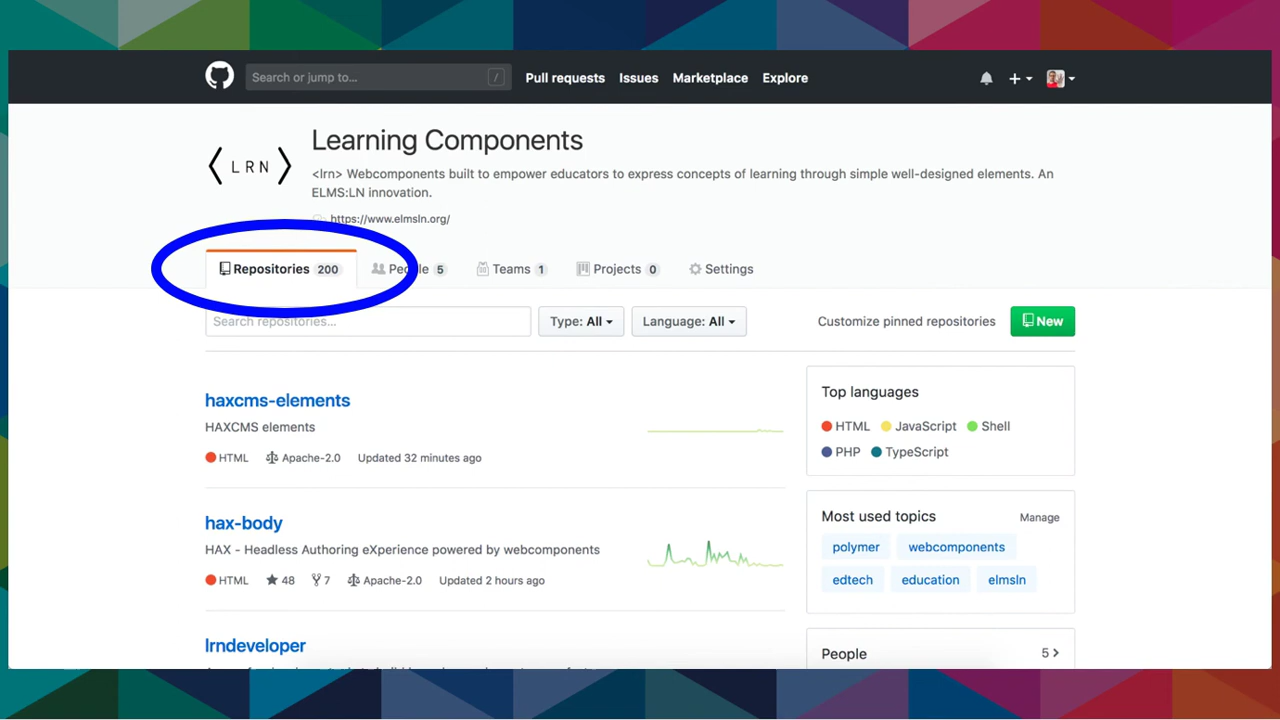 Search or jump to... /
Pull requests Issues Marketplace Explore
Learning Components
LRN
<lrn> Webcomponents built to empower educators to express concepts of learning through simple well-designed elements. An
ELMS:LN innovation.
https://www.elmsln.org/
Repositories 200
People 5
Teams 1
Projects 0
Settings
Search repositories...
Type: All
Language: All
Customize pinned repositories
New
haxcms-elements
HAXCMS elements
HTML Apache-2.0 Updated 32 minutes ago
hax-body
HAX - Headless Authoring eXperience powered by webcomponents
HTML 48 7 Apache-2.0 Updated 2 hours ago
lrndeveloper
Top languages
HTML JavaScript Shell
PHP TypeScript
Most used topics Manage
polymer webcomponents
edtech education elmsln
People 5